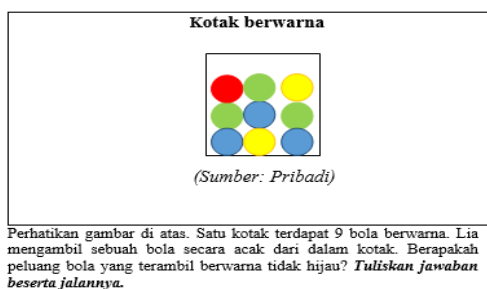 Kotak berwarna
(Sumber: Pribadi)
Perhatikan gambar di atas. Satu kotak terdapat 9 bola berwarna. Lia
mengambil sebuah bola secara acak dari dalam kotak. Berapakah
peluang bola yang terambil berwarna tidak hijau? Tuliskan jawaban
beserta jalannya.